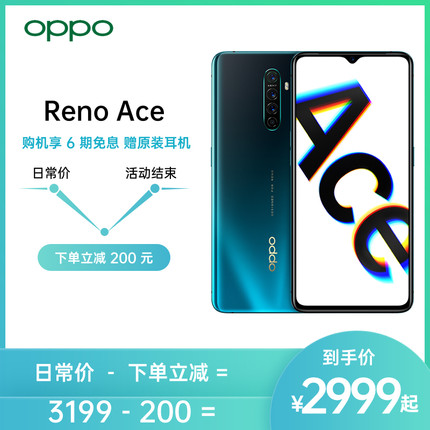 oppo
Reno Ace
购机享 6 期免息 赠原装耳机
日常价 活动结束
下单立减 200 元
oppo
Ace
日常价 - 下单立减 =
3199 - 200 =
到手价
¥2999起